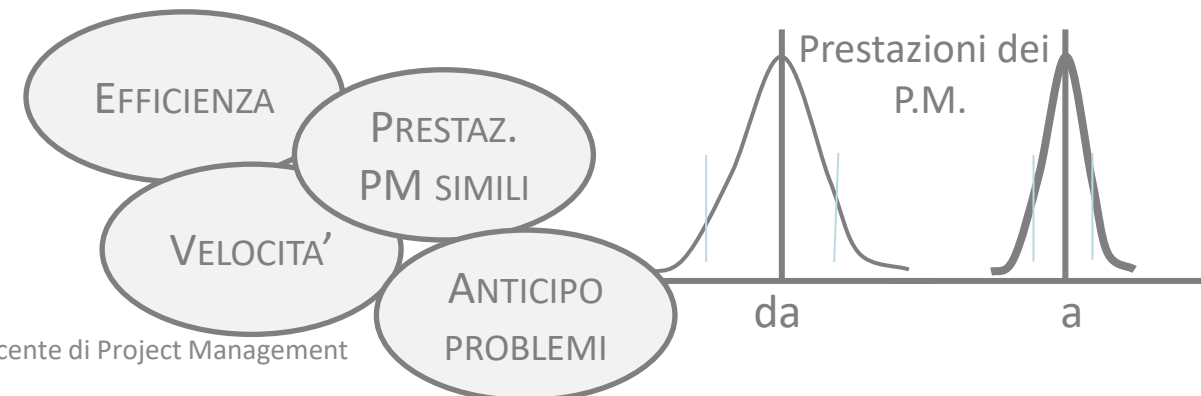 EFFICIENZA
PRESTAZ.
PM SIMILI
VELOCITA'
ANTICIPO
PROBLEMI
Prestazioni dei
P.M.
da
a
cente di Project Management